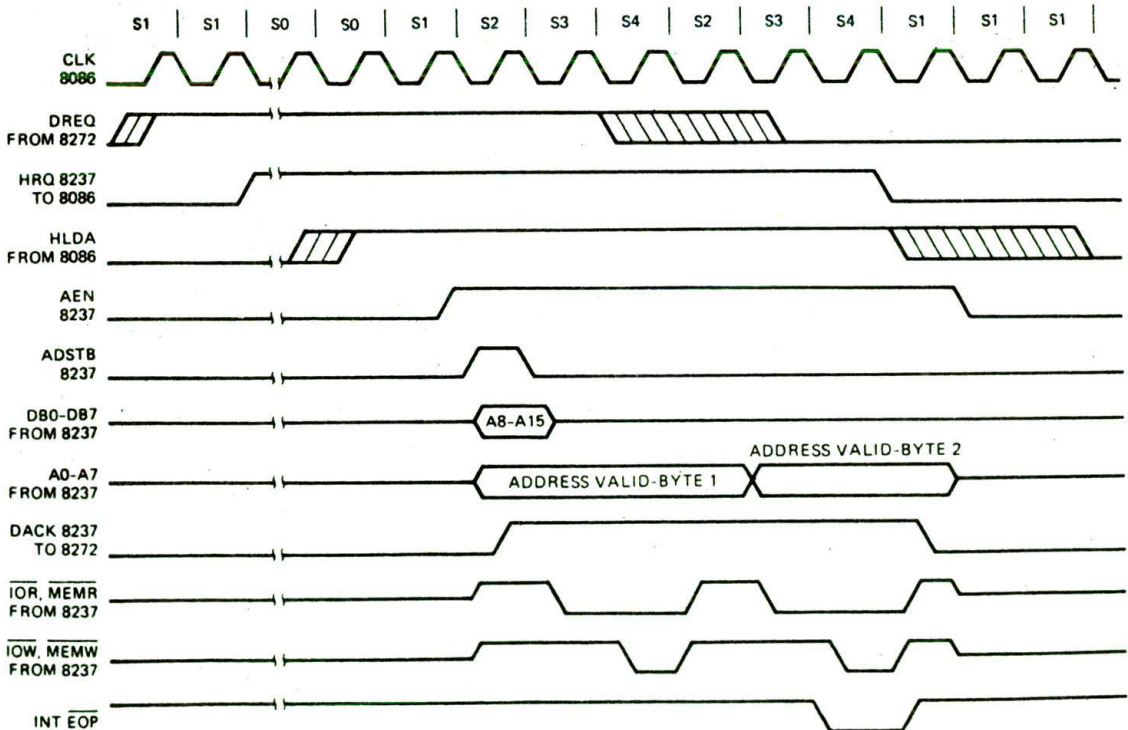 S1 S1 S0 S0 S1 S2 S3 S4 S2 S3 S4 S1 S1 S1
CLK
8086
DREQ
FROM 8272
HRQ 8237
TO 8086
HLDA
FROM 8086
AEN
8237
ADSTB
8237
DB0-DB7
FROM 8237
A8-A15
ADDRESS VALID-BYTE 2
A0-A7
FROM 8237
ADDRESS VALID-BYTE 1
DACK 8237
TO 8272
IOR, MEMR
FROM 8237
IOW, MEMW
FROM 8237
INT EOP